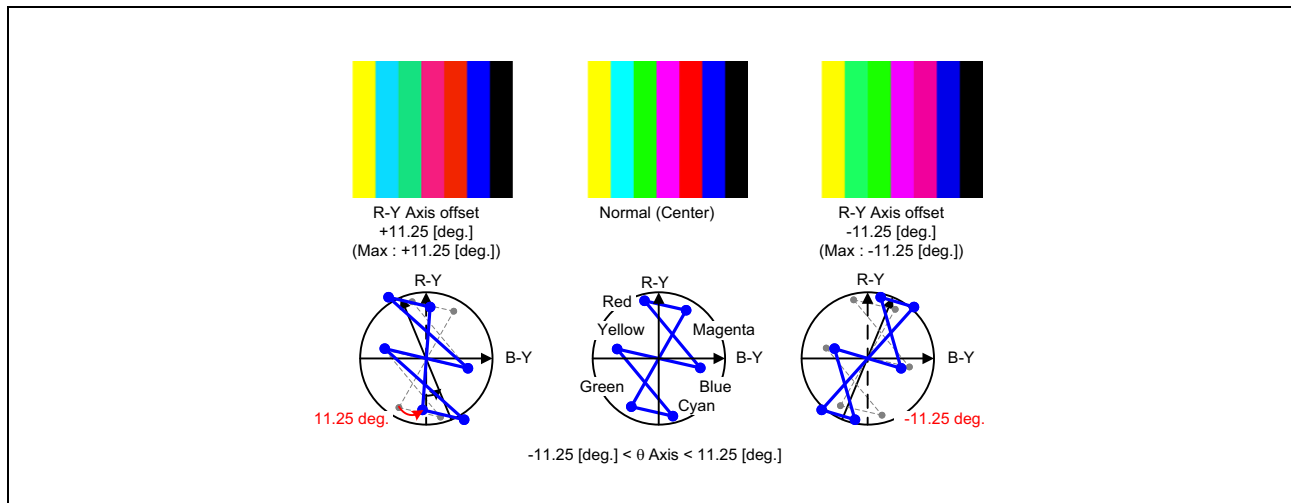 R-Y Axis offset
+11.25 [deg.]
(Max : +11.25 [deg.])
Normal (Center)
R-Y Axis offset
-11.25 [deg.]
(Max : -11.25 [deg.])
R-Y
B-Y
11.25 deg.
R-Y
Red
Yellow
Magenta
B-Y
Green
Blue
Cyan
R-Y
B-Y
-11.25 deg.
-11.25 [deg.] < θ Axis < 11.25 [deg.]